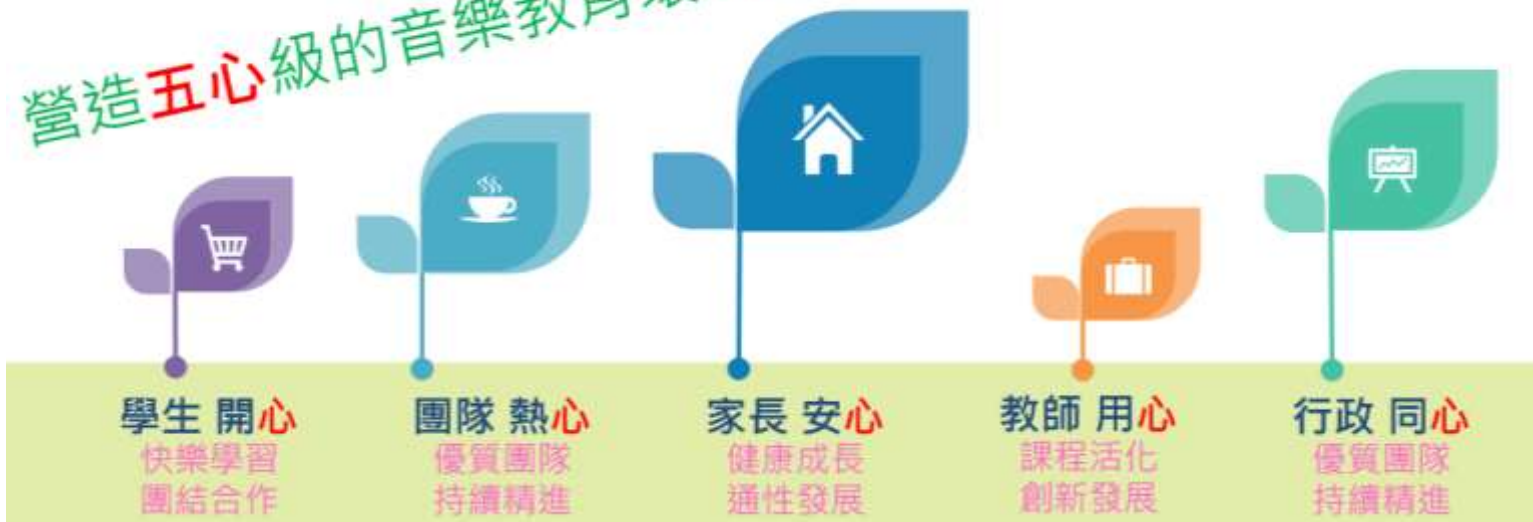 營造五心級的音樂教育環
學生 開心
快樂學習
團結合作
團隊 熱心
優質團隊
持續精進
家長 安心
健康成長
通性發展
教師 用心
課程活化
創新發展
行政 同心
優質團隊
持續精進